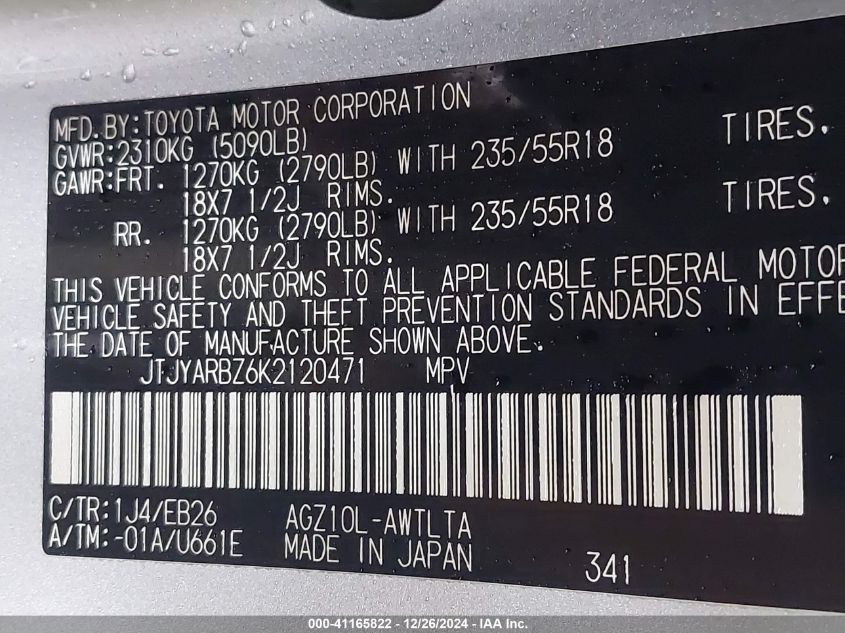 MFD.BY:TOYOTA MOTOR CORPORATION
GVWR:2310KG (5090LB)
GAWR:FRT. 1270KG (2790LB) WITH 235/55R18 TIRES.
18X7 1/2J RIMS.
RR. 1270KG (2790LB) WITH 235/55R18 TIRES.
18X7 1/2J RIMS.
THIS VEHICLE CONFORMS TO ALL APPLICABLE FEDERAL MOTOR
VEHICLE SAFETY AND THEFT PREVENTION STANDARDS IN EFFE
THE DATE OF MANUFACTURE SHOWN ABOVE.
JTJYARBZ6K2120471 MPV
C/TR:1J4/EB26 AGZ10L-AWTLTA
A/TM:-01A/U661E MADE IN JAPAN 341
000-41165822 - 12/26/2024 - IAA Inc.